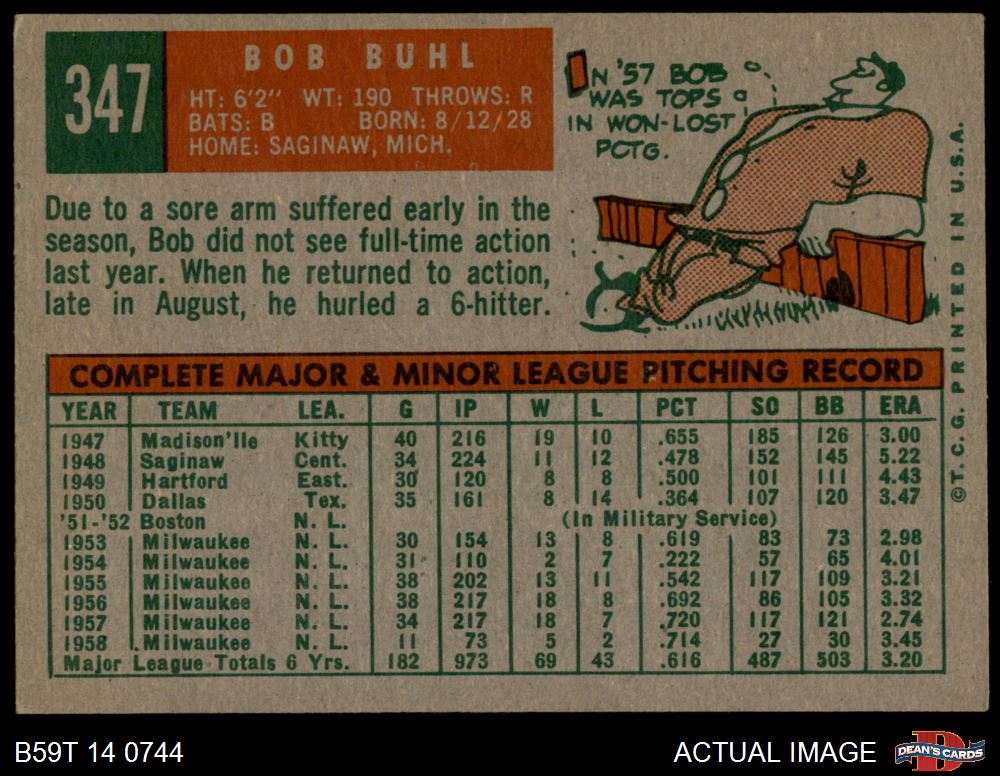 347
BOB BUHL
HT: 6'2" WT: 190 THROWS: R
BATS: B BORN: 8/12/28
HOME: SAGINAW, MICH.
IN '57 BOB
WAS TOPS
IN WON-LOST
PCTG.
Due to a sore arm suffered early in the
season, Bob did not see full-time action
last year. When he returned to action,
late in August, he hurled a 6-hitter.
©T. C. G. PRINTED IN U.S.A.
COMPLETE MAJOR & MINOR LEAGUE PITCHING RECORD
YEAR TEAM LEA. G IP W L PCT SO BB ERA
1947 Madison'lle Kitty 40 216 19 10 .655 185 126 3.00
1948 Saginaw Cent. 34 224 11 12 .478 152 145 5.22
1949 Hartford East. 30 120 8 8 .500 101 111 4.43
1950 Dallas Tex. 35 161 8 14 .364 107 120 3.47
'51-'52 Boston N. L. (In Military Service)
1953 Milwaukee N. L. 30 154 13 8 .619 83 73 2.98
1954 Milwaukee N. L. 31 110 2 7 .222 57 65 4.01
1955 Milwaukee N. L. 38 202 13 11 .542 117 109 3.21
1956 Milwaukee N. L. 38 217 18 8 .692 86 105 3.32
1957 Milwaukee N. L. 34 217 18 7 .720 117 121 2.74
1958 Milwaukee N. L. 11 73 5 2 .714 27 30 3.45
Major League Totals 6 Yrs. 182 973 69 43 .616 487 503 3.20
B59T 14 0744
ACTUAL IMAGE
DEAN'S CARDS